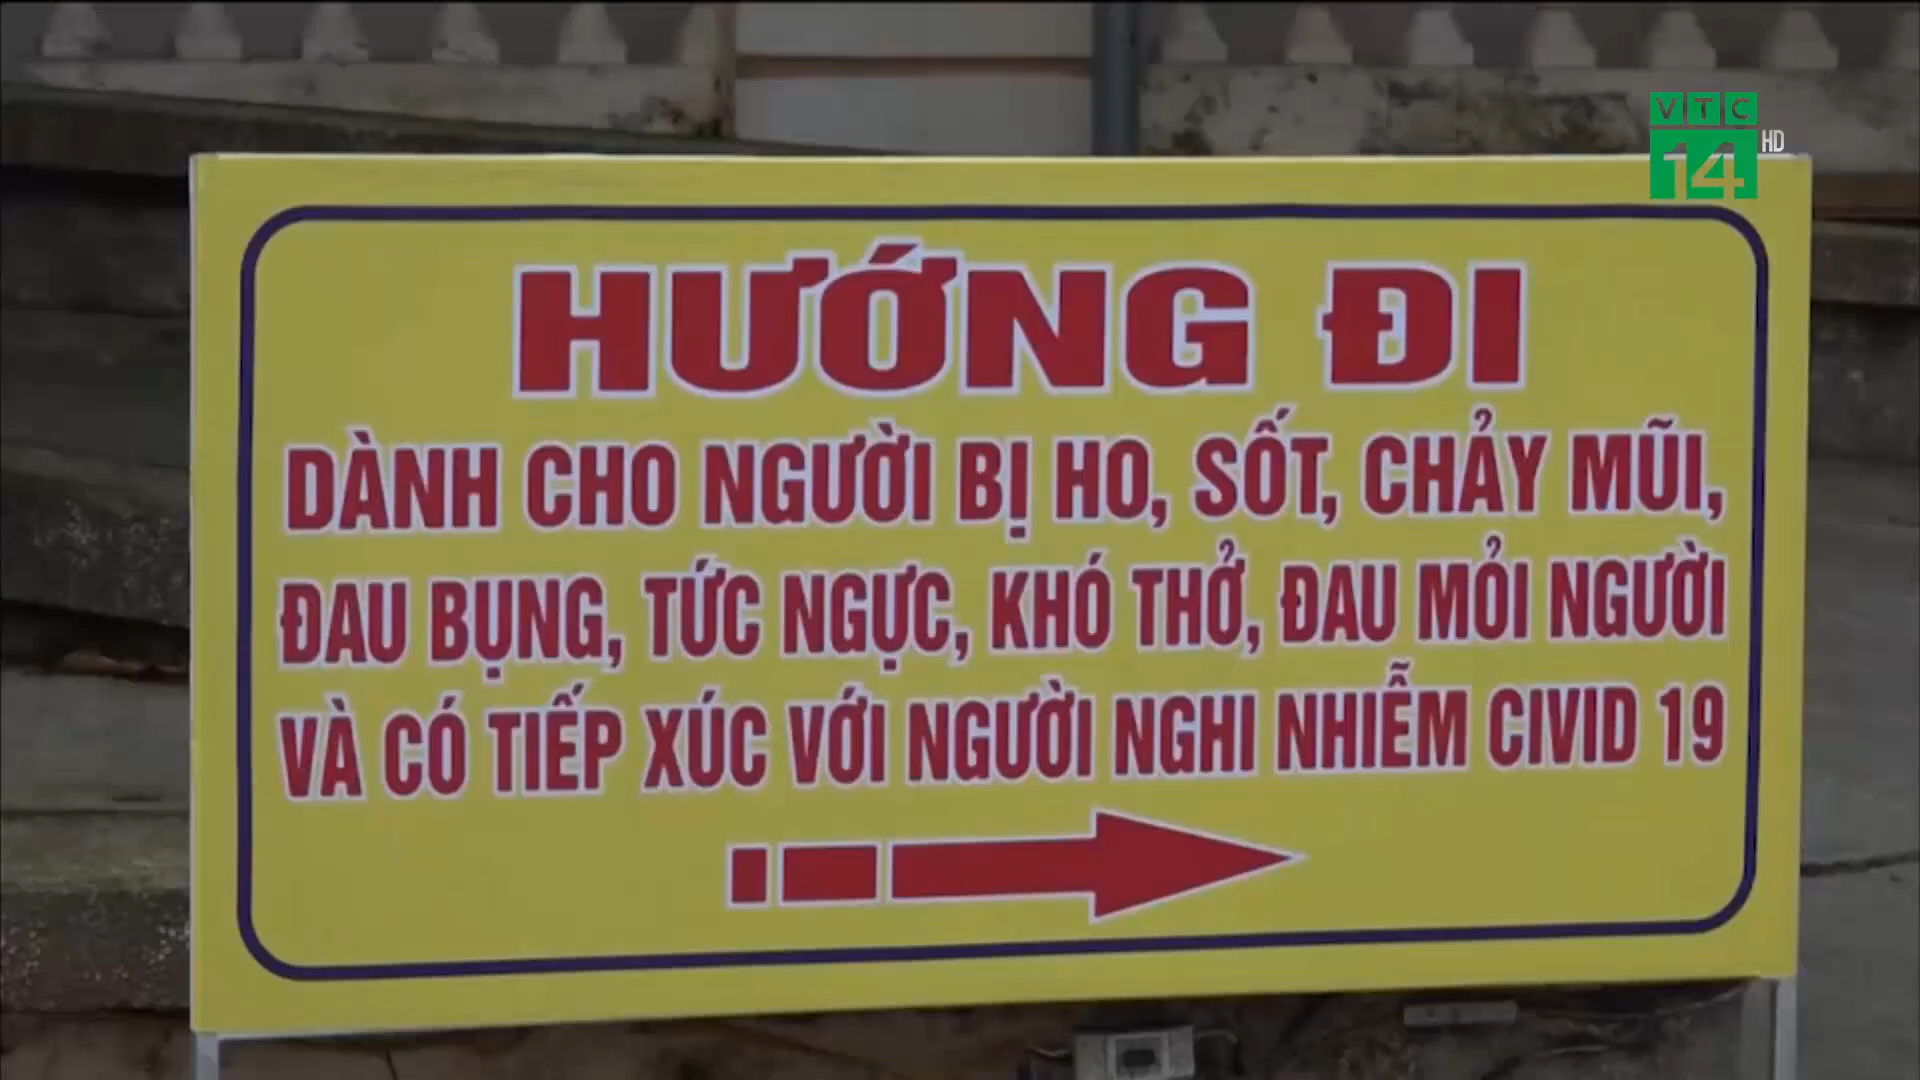 VTC
14 HD
HƯỚNG ĐI
DÀNH CHO NGƯỜI BỊ HO, SỐT, CHẢY MŨI,
ĐAU BỤNG, TỨC NGỰC, KHÓ THỞ, ĐAU MỎI NGƯỜI
VÀ CÓ TIẾP XÚC VỚI NGƯỜI NGHI NHIỄM CIVID 19